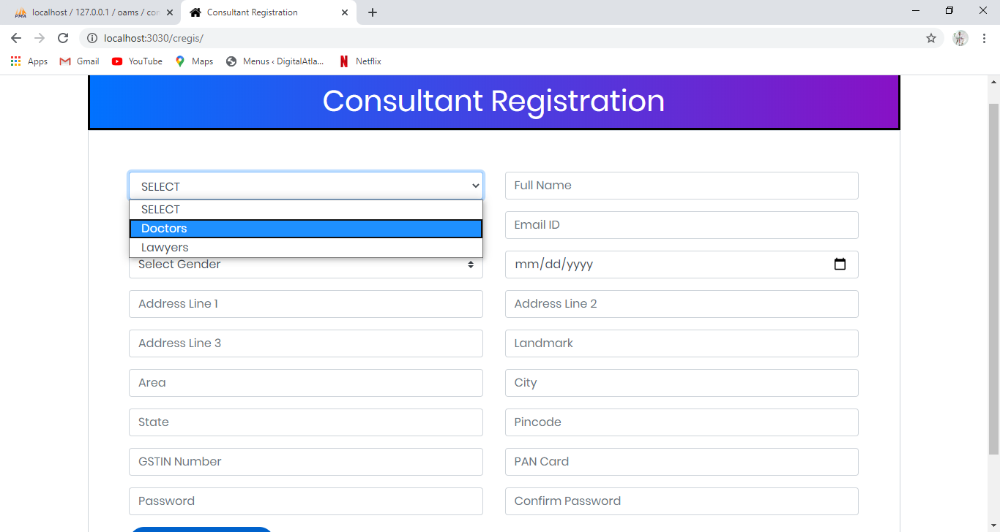 localhost / 127.0.0.1 / oams / con
Consultant Registration
localhost:3030/cregis/
Apps
Gmail
YouTube
Maps
Menus ‹ DigitalAtla...
Netflix
Consultant Registration
SELECT
Full Name
SELECT
Doctors
Email ID
Lawyers
Select Gender
mm/dd/yyyy
Address Line 1
Address Line 2
Address Line 3
Landmark
Area
City
State
Pincode
GSTIN Number
PAN Card
Password
Confirm Password